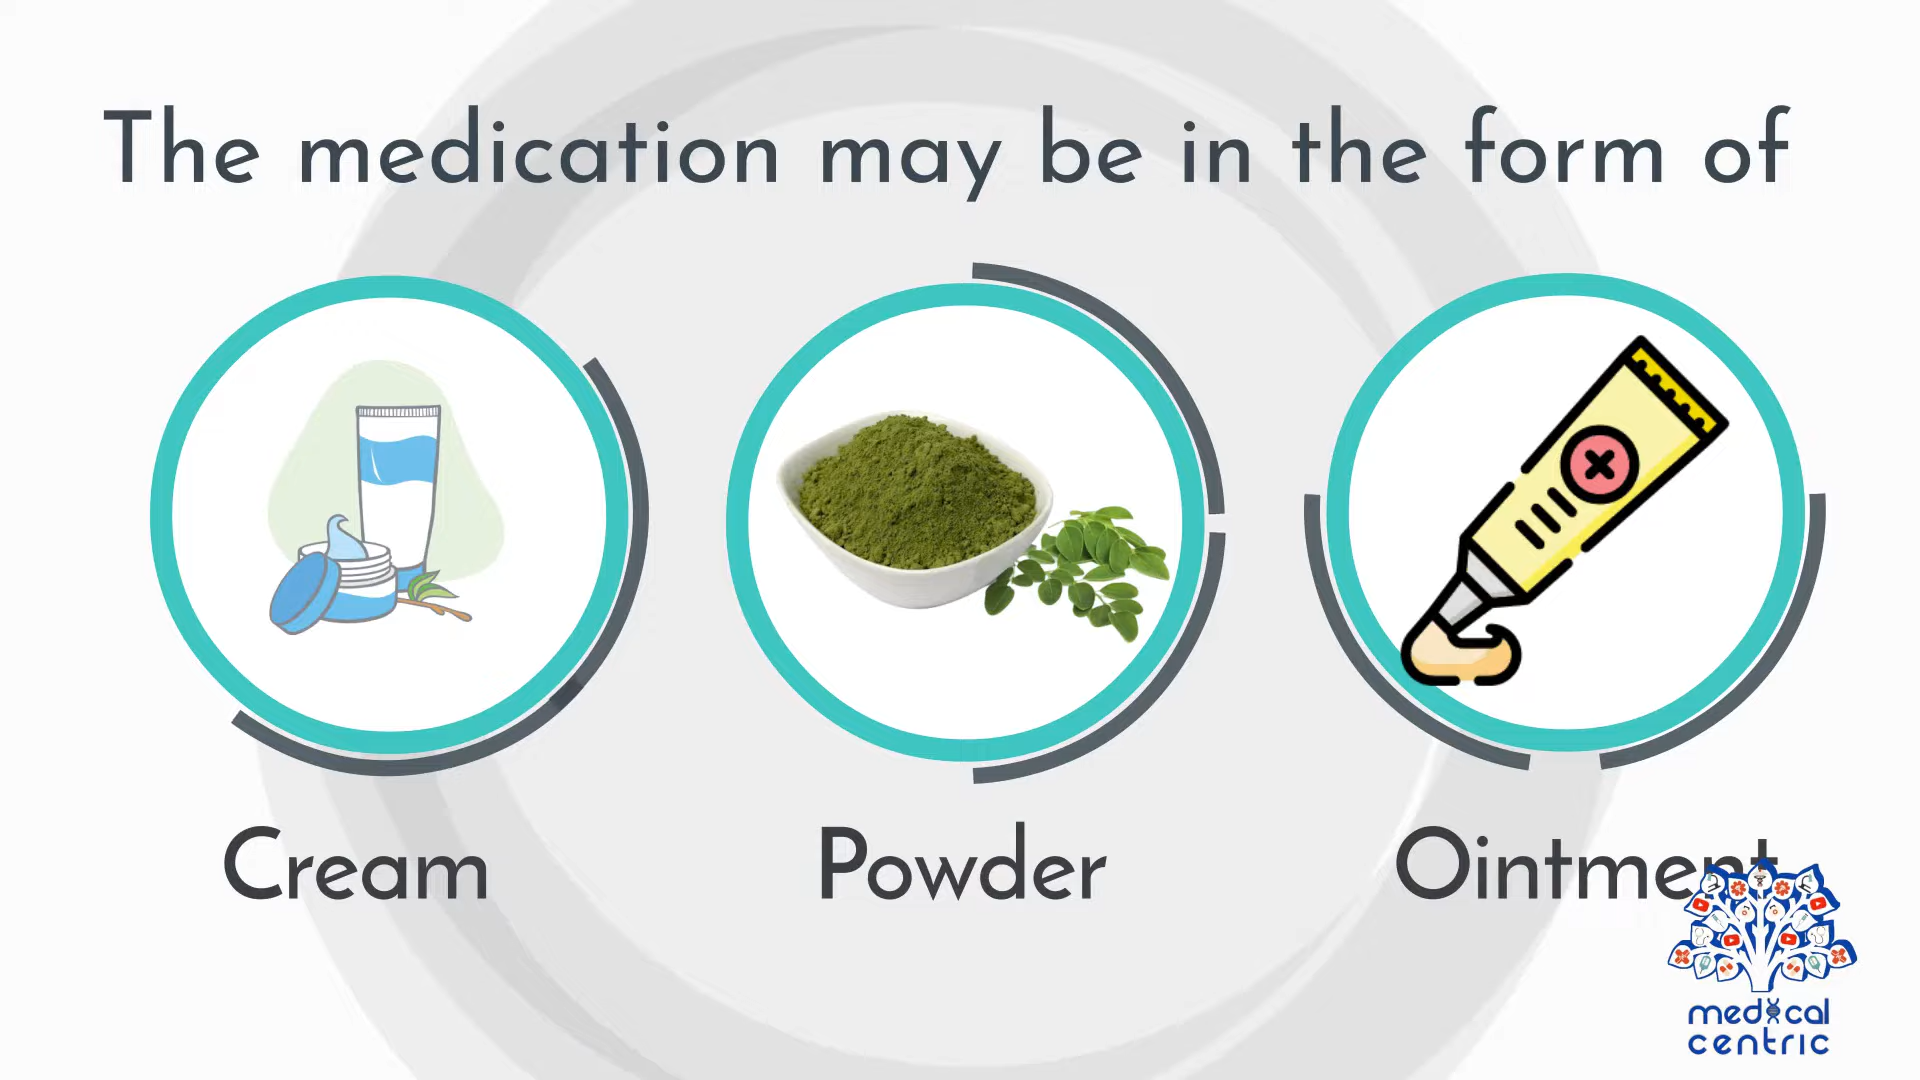 The medication may be in the form of
Cream
Powder
Ointment
medical
centric